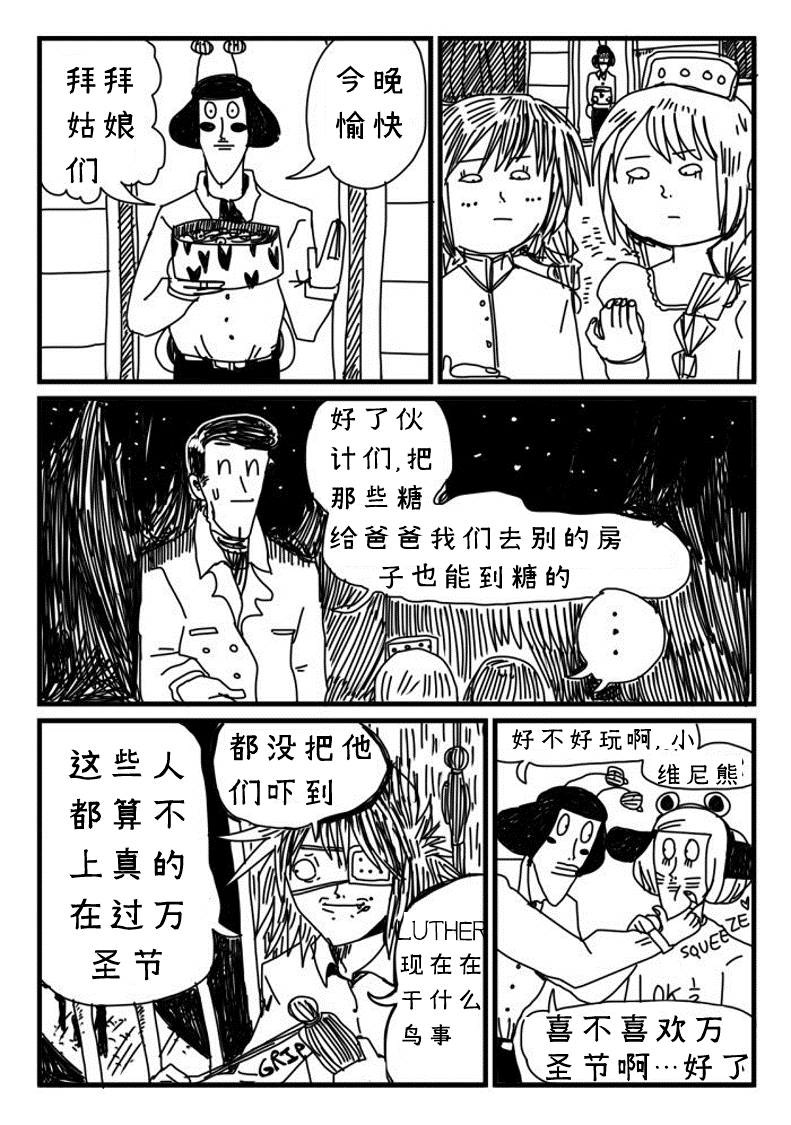 拜拜
姑娘
们
今晚
愉快
好了伙
计们,把
那些糖
给爸爸我们去别的房
子也能到糖的
...
这些人
都算不
上真的
在过万
圣节
都没把他
们吓到
LUTHER
现在在
干什么
鸟事
GRIP
好不好玩啊,小
维尼熊
SQUEEZE
OK 1/2
喜不喜欢万
圣节啊…好了